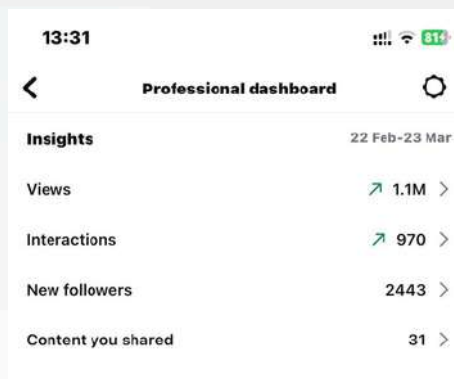 13:31
81
Professional dashboard
Insights 22 Feb-23 Mar
Views 1.1M
Interactions 970
New followers 2443
Content you shared 31